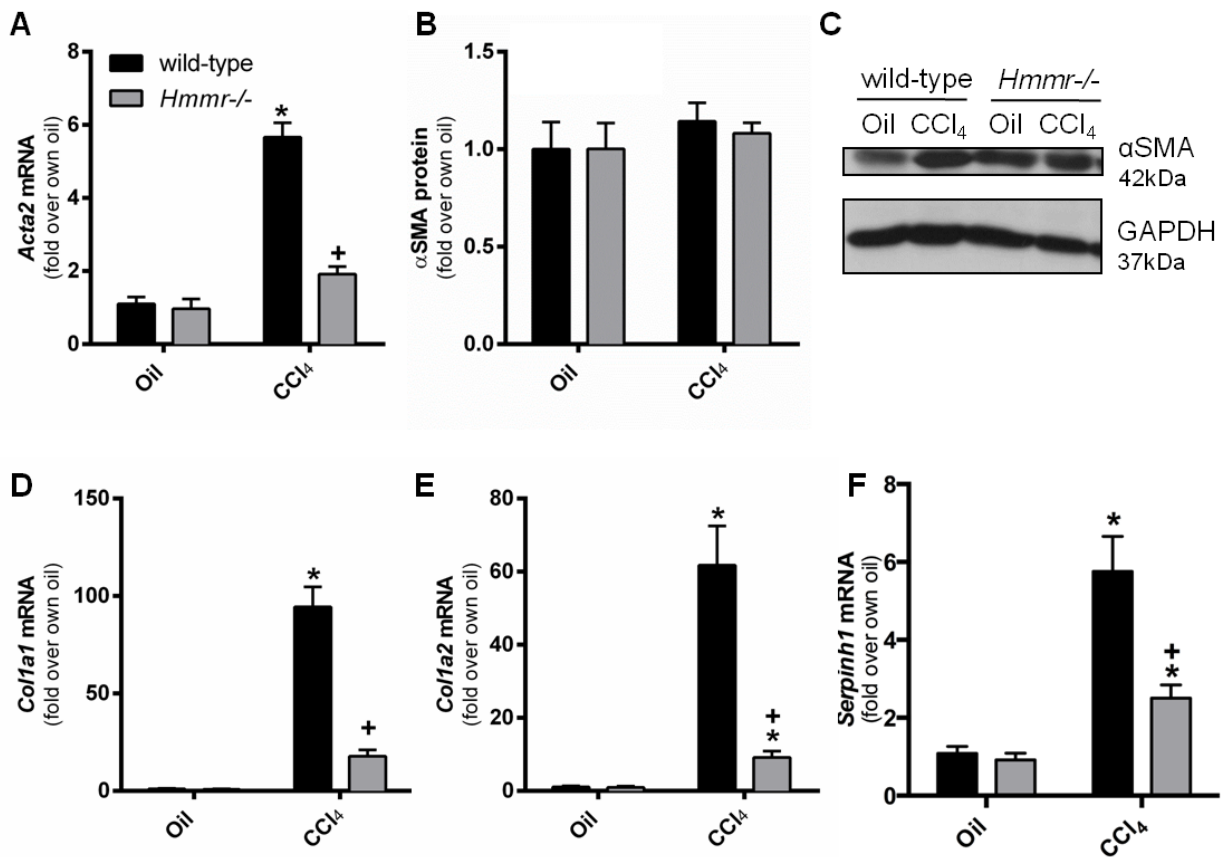 A
Acta2 mRNA
(fold over own oil)
8
6
4
2
0
wild-type
Hmmr-/-
*
+
Oil
CCl₄
B
αSMA protein
(fold over own oil)
1.5
1.0
0.5
0.0
Oil
CCl₄
C
wild-type Hmmr-/-
Oil CCl₄ Oil CCl₄
αSMA
42kDa
GAPDH
37kDa
D
Col1a1 mRNA
(fold over own oil)
150
100
50
0
*
+
Oil
CCl₄
E
Col1a2 mRNA
(fold over own oil)
80
60
40
20
0
*
+
*
Oil
CCl₄
F
Serpinh1 mRNA
(fold over own oil)
8
6
4
2
0
*
+
*
Oil
CCl₄